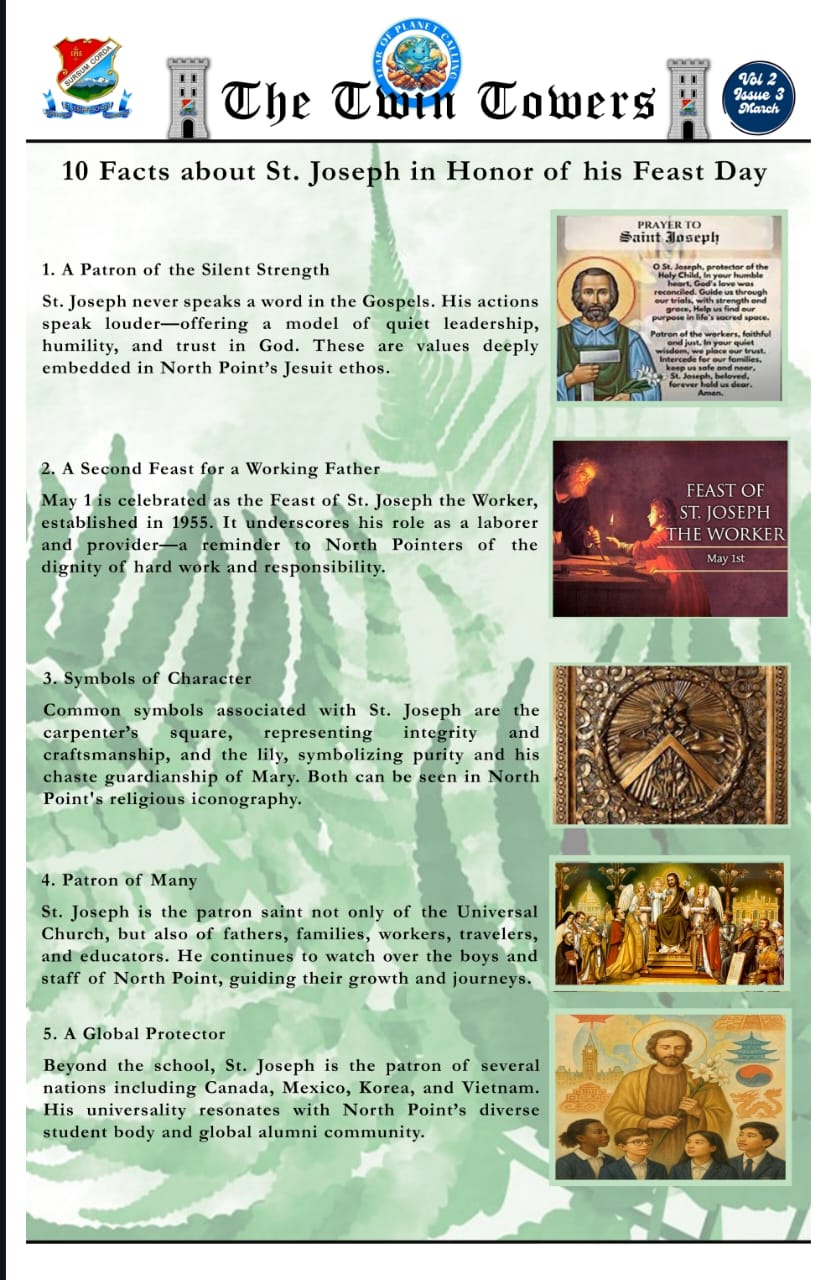 IHS
SURSUM CORDA
YEAR OF PLANET CALLING
The Twin Towers
Vol 2
Issue 3
March
10 Facts about St. Joseph in Honor of his Feast Day
1. A Patron of the Silent Strength
St. Joseph never speaks a word in the Gospels. His actions
speak louder—offering a model of quiet leadership,
humility, and trust in God. These are values deeply
embedded in North Point's Jesuit ethos.
PRAYER TO
Saint Joseph
O St. Joseph, protector of the
Holy Child, In your humble
heart, God's love was
reconciled. Guide us through
our trials, with strength and
grace, Help us find our
purpose in life's sacred space.
Patron of the workers, faithful
and just, In your quiet
wisdom, we place our trust.
Intercede for our families,
keep us safe and near,
St. Joseph, beloved,
forever hold us dear.
Amen.
2. A Second Feast for a Working Father
May 1 is celebrated as the Feast of St. Joseph the Worker,
established in 1955. It underscores his role as a laborer
and provider—a reminder to North Pointers of the
dignity of hard work and responsibility.
FEAST OF
ST. JOSEPH
THE WORKER
May 1st
3. Symbols of Character
Common symbols associated with St. Joseph are the
carpenter's square, representing integrity and
craftsmanship, and the lily, symbolizing purity and his
chaste guardianship of Mary. Both can be seen in North
Point's religious iconography.
4. Patron of Many
St. Joseph is the patron saint not only of the Universal
Church, but also of fathers, families, workers, travelers,
and educators. He continues to watch over the boys and
staff of North Point, guiding their growth and journeys.
5. A Global Protector
Beyond the school, St. Joseph is the patron of several
nations including Canada, Mexico, Korea, and Vietnam.
His universality resonates with North Point's diverse
student body and global alumni community.